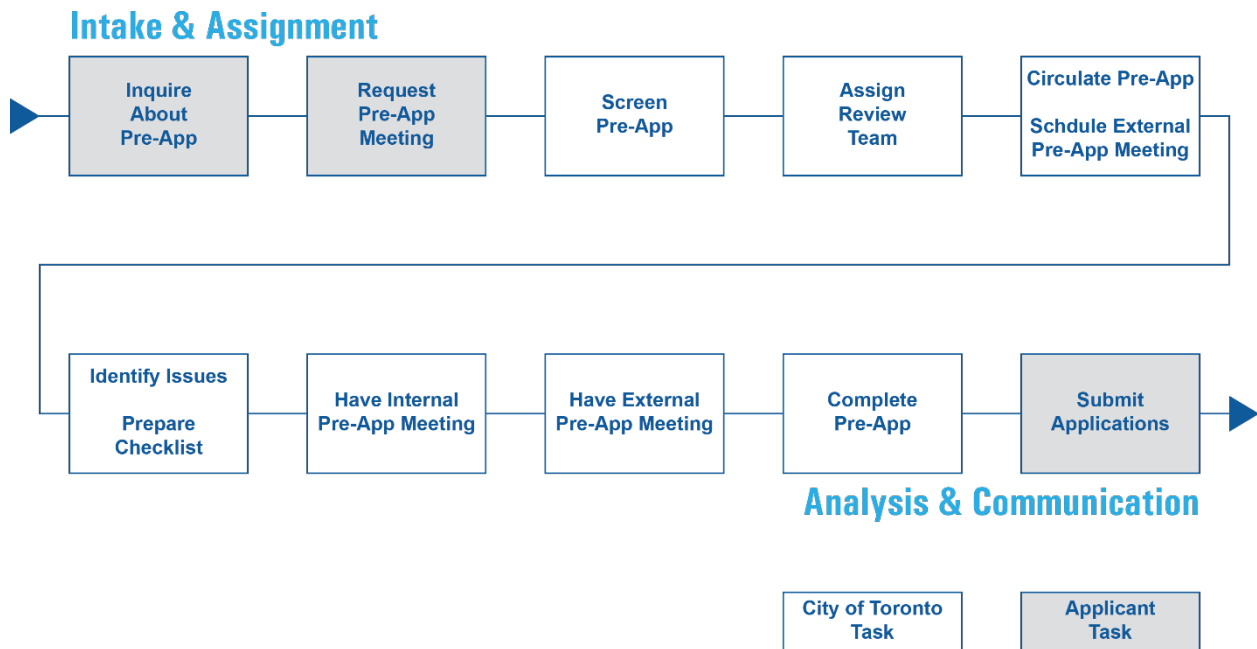 Intake & Assignment
Inquire
About
Pre-App
Request
Pre-App
Meeting
Screen
Pre-App
Assign
Review
Team
Circulate Pre-App
Schdule External
Pre-App Meeting
Identify Issues
Prepare
Checklist
Have Internal
Pre-App Meeting
Have External
Pre-App Meeting
Complete
Pre-App
Submit
Applications
Analysis & Communication
City of Toronto
Task
Applicant
Task